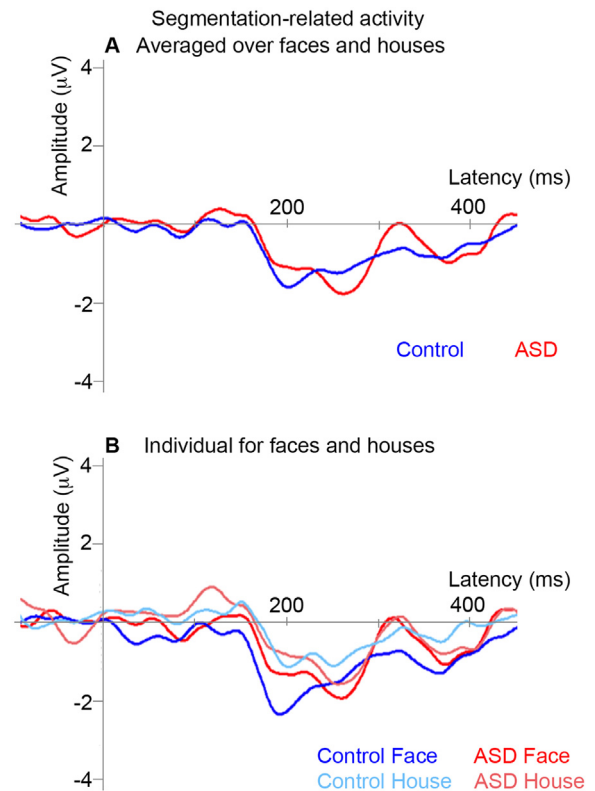 Segmentation-related activity
A Averaged over faces and houses
Amplitude (μV)
4
2
-2
-4
Latency (ms)
200 400
Control ASD
B Individual for faces and houses
Amplitude (μV)
4
2
-2
-4
Latency (ms)
200 400
Control Face ASD Face
Control House ASD House